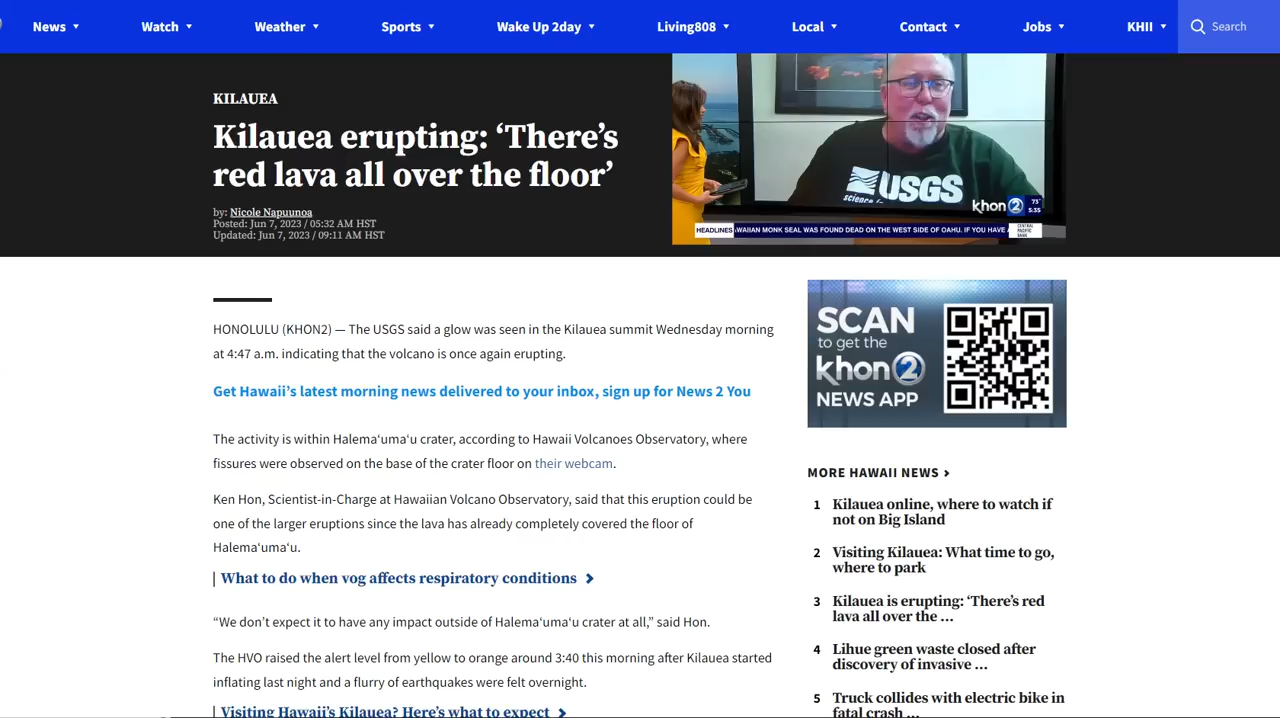 News
Watch
Weather
Sports
Wake Up 2day
Living808
Local
Contact
Jobs
KHII
Search
KILAUEA
Kilauea erupting: ‘There’s
red lava all over the floor’
by: Nicole Napuunoa
Posted: Jun 7, 2023 / 05:32 AM HST
Updated: Jun 7, 2023 / 09:11 AM HST
USGS
khon 2
73°
5:35
HEADLINES
WAIIAN MONK SEAL WAS FOUND DEAD ON THE WEST SIDE OF OAHU. IF YOU HAVE
CENTRAL
PACIFIC
BANK
HONOLULU (KHON2) — The USGS said a glow was seen in the Kilauea summit Wednesday morning
at 4:47 a.m. indicating that the volcano is once again erupting.
Get Hawaii’s latest morning news delivered to your inbox, sign up for News 2 You
The activity is within Halemaʻumaʻu crater, according to Hawaii Volcanoes Observatory, where
fissures were observed on the base of the crater floor on their webcam.
Ken Hon, Scientist-in-Charge at Hawaiian Volcano Observatory, said that this eruption could be
one of the larger eruptions since the lava has already completely covered the floor of
Halemaʻumaʻu.
| What to do when vog affects respiratory conditions
“We don’t expect it to have any impact outside of Halemaʻumaʻu crater at all,” said Hon.
The HVO raised the alert level from yellow to orange around 3:40 this morning after Kilauea started
inflating last night and a flurry of earthquakes were felt overnight.
| Visiting Hawaii’s Kilauea? Here’s what to expect
SCAN
to get the
khon 2
NEWS APP
MORE HAWAII NEWS
1 Kilauea online, where to watch if
not on Big Island
2 Visiting Kilauea: What time to go,
where to park
3 Kilauea is erupting: ‘There’s red
lava all over the …
4 Lihue green waste closed after
discovery of invasive …
5 Truck collides with electric bike in
fatal crash …